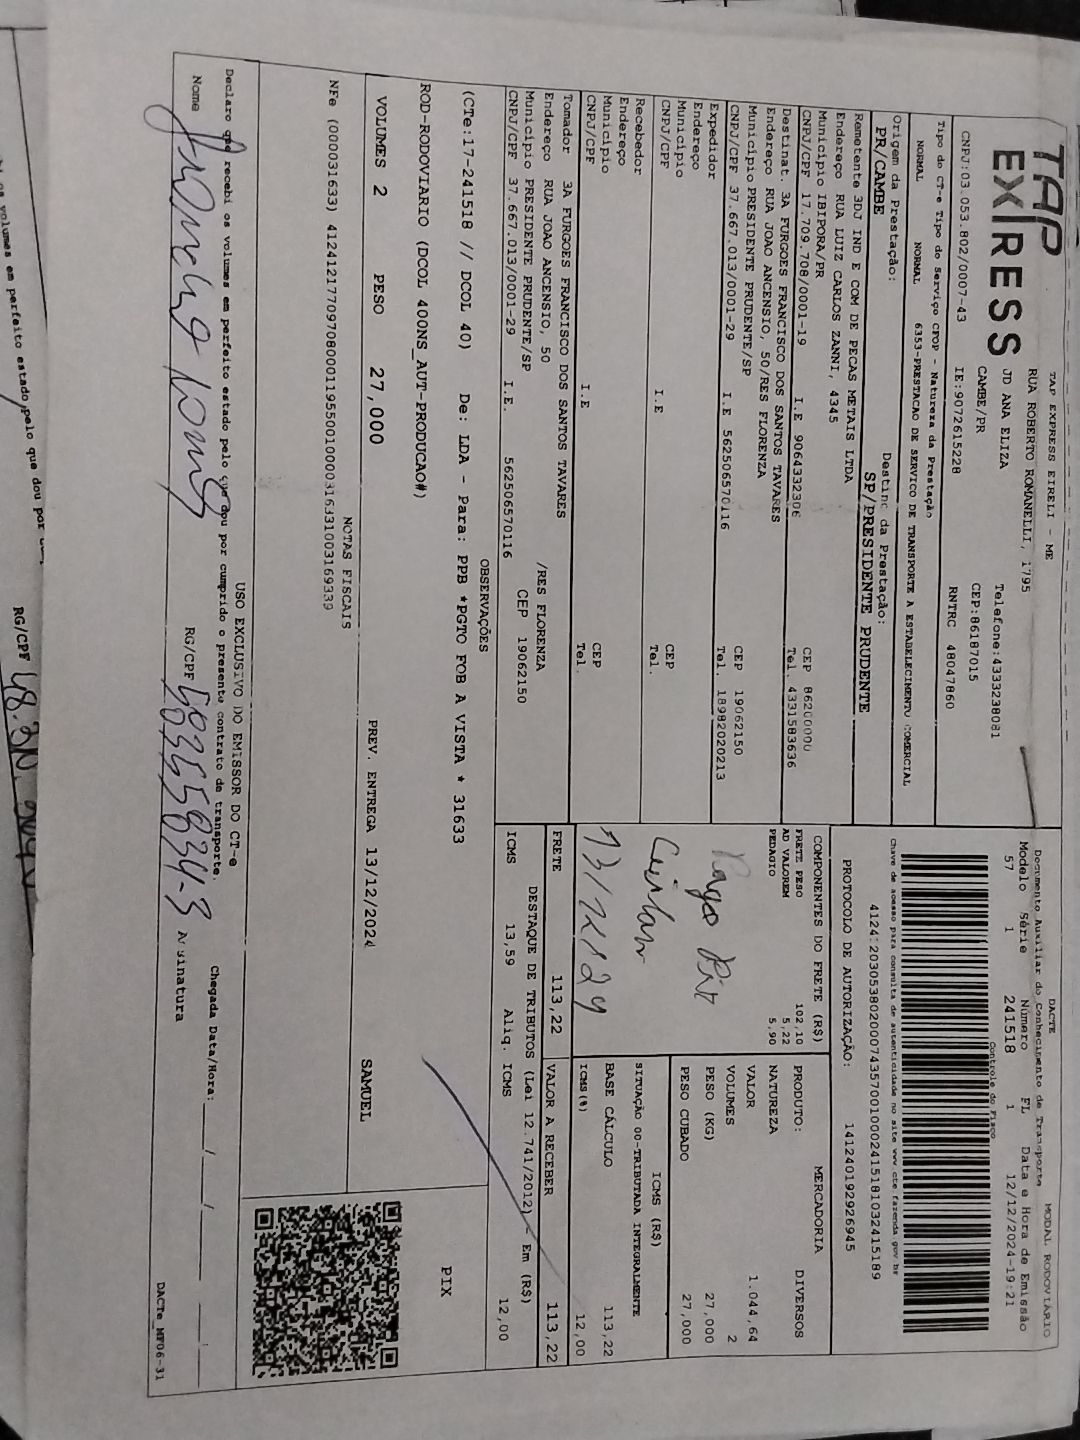 TAP EXPRESS EIRELI - ME
TAP
EXPRESS
RUA ROBERTO ROMANELLI, 1795
JD ANA ELIZA
Telefone:4333238081
CAMBE/PR
CEP:86187015
CNPJ:03.053.802/0007-43
IE:9072615228
RNTRC 48047860
Tipo do CT-e Tipo do Serviço CFOP - Natureza da Prestação
NORMAL NORMAL 6353-PRESTACAO DE SERVICO DE TRANSPORTE A ESTABELECIMENTO COMERCIAL
Origem da Prestação:
Destino da Prestação:
PR/CAMBE
SP/PRESIDENTE PRUDENTE
Remetente 3DJ IND E COM DE PECAS METAIS LTDA
Endereço RUA LUIZ CARLOS ZANNI, 4345
Município IBIPORA/PR CEP 86200000
CNPJ/CPF 17.709.708/0001-19 I.E 9064332306 Tel. 4331583636
Destinat. 3A FURGOES FRANCISCO DOS SANTOS TAVARES
Endereço RUA JOAO ANCENSIO, 50/RES FLORENZA
Município PRESIDENTE PRUDENTE/SP CEP 19062150
CNPJ/CPF 37.667.013/0001-29 I.E 562506570116 Tel. 18982020213
Expedidor
Endereço
Município CEP
CNPJ/CPF I.E Tel.
Recebedor
Endereço
Município CEP
CNPJ/CPF I.E Tel.
Tomador 3A FURGOES FRANCISCO DOS SANTOS TAVARES
Endereço RUA JOAO ANCENSIO, 50 /RES FLORENZA
Município PRESIDENTE PRUDENTE/SP CEP 19062150
CNPJ/CPF 37.667.013/0001-29 I.E. 562506570116
DACTE
MODAL RODOVIÁRIO
Documento Auxiliar do Conhecimento de Transporte
Modelo Série Número FL Data e Hora de Emissão
57 1 241518 1 12/12/2024-19:21
Controle do Fisco
Chave de acesso para consulta de autenticidade no site www.cte.fazenda.gov.br
PROTOCOLO DE AUTORIZAÇÃO: 141240192926945
COMPONENTES DO FRETE (R$)
FRETE PESO 102,10
AD VALOREM 5,22
PEDAGIO 5,90
Pago Pix
13/12/24
MERCADORIA
PRODUTO: DIVERSOS
NATUREZA
VALOR 1.044,64
VOLUMES 2
PESO (KG) 27,000
PESO CUBADO 27,000
ICMS (R$)
SITUAÇÃO 00-TRIBUTADA INTEGRALMENTE
BASE CÁLCULO 113,22
ICMS(%) 12,00
FRETE 113,22 VALOR A RECEBER 113,22
DESTAQUE DE TRIBUTOS (Lei 12.741/2012) - Em (R$)
ICMS 13,59 Aliq. ICMS 12,00
OBSERVAÇÕES
(CTe:17-241518 // DCOL 40) De: LDA - Para: PPB *PGTO FOB A VISTA * 31633
ROD-RODOVIARIO (DCOL 400NS_AUT-PRODUCAO#)
PIX
VOLUMES 2 PESO 27,000 PREV. ENTREGA 13/12/2024 SAMUEL
NOTAS FISCAIS
NFe (000031633) 41241217709708000119550010000316331003169339
USO EXCLUSIVO DO EMISSOR DO CT-e
Declaro que recebi os volumes em perfeito estado pelo que dou por cumprido o presente contrato de transporte.
Chegada Data/Hora: / / :
Nome RG/CPF Assinatura
DACTe_MP06-31
os volumes em perfeito estado pelo que dou por
RG/CPF